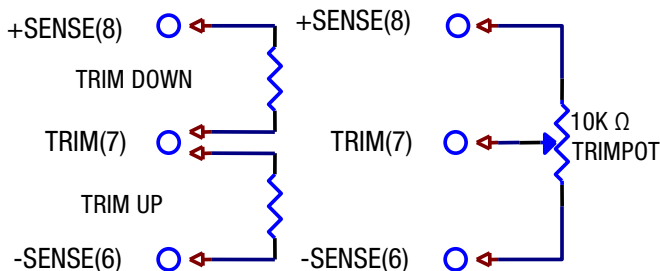 +SENSE(8)
TRIM DOWN
TRIM(7)
TRIM UP
-SENSE(6)
+SENSE(8)
10K Ω
TRIM(7)
TRIMPOT
-SENSE(6)